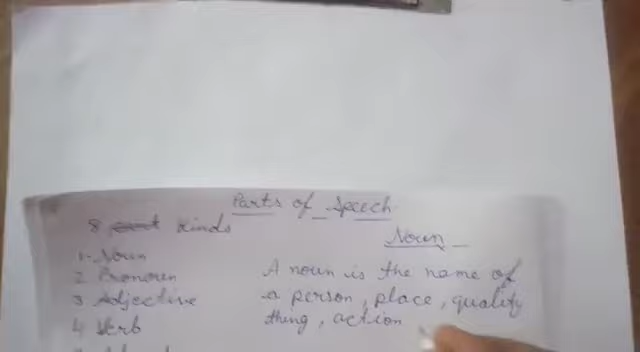 Parts of Speech
8 kinds
1. Noun
2 Pronoun
3 Adjective
4 Verb
Noun
A noun is the name of
a person, place, quality
thing, action